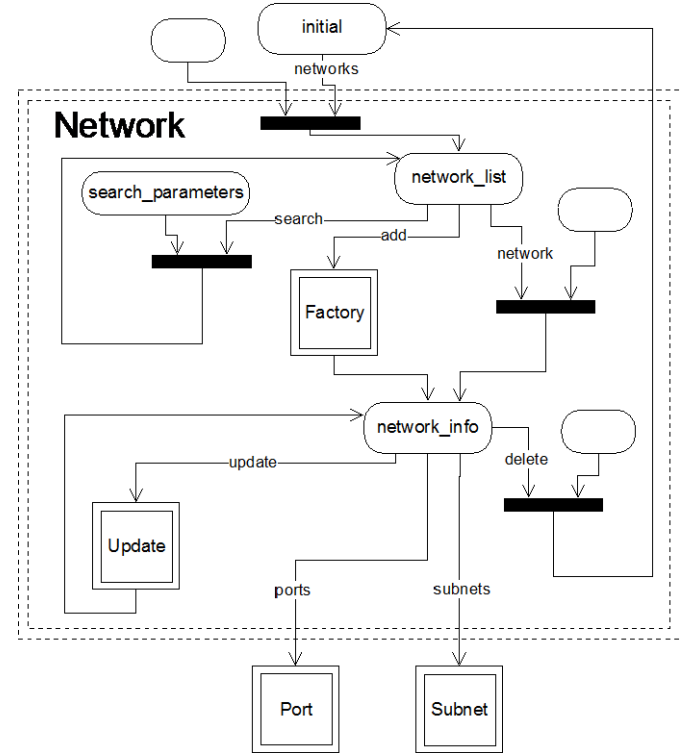 initial
networks
Network
network_list
search_parameters
search
add
network
Factory
network_info
update
delete
Update
ports
subnets
Port
Subnet